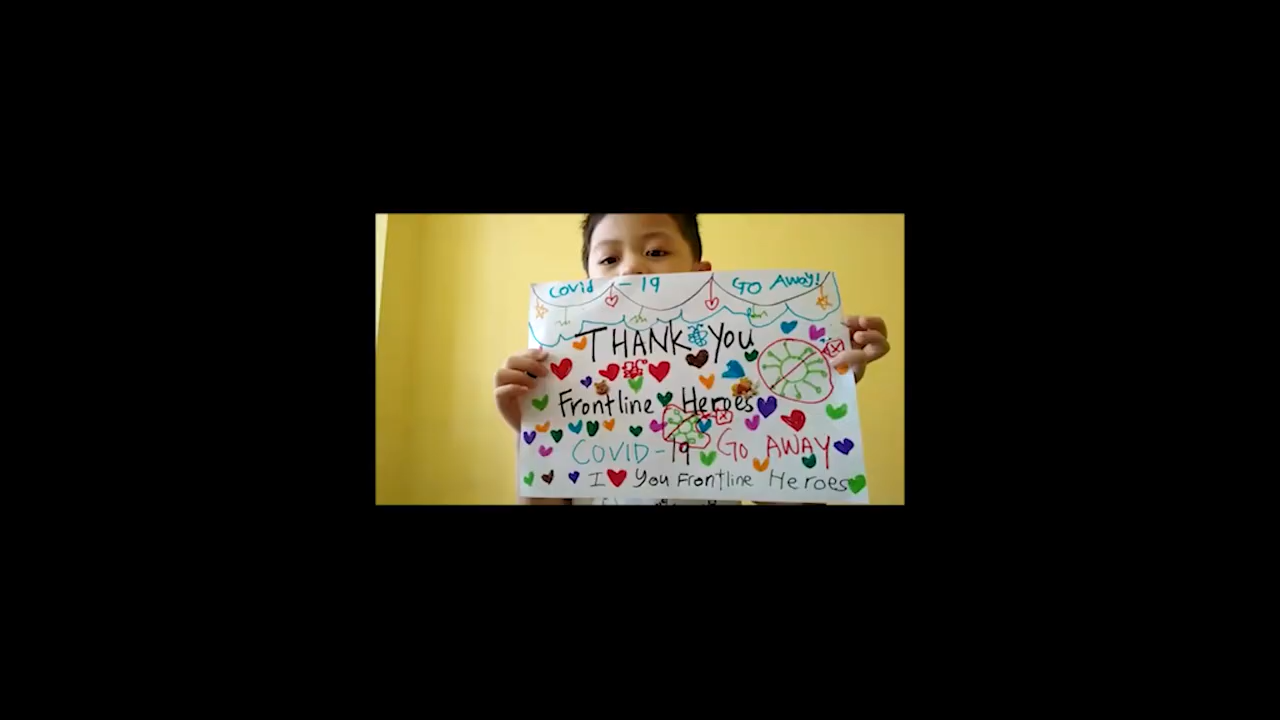 Covid - 19 Go Away!
THANK YOU
Frontline Heroes
COVID-19 Go AWAY
I ❤ You Frontline Heroes